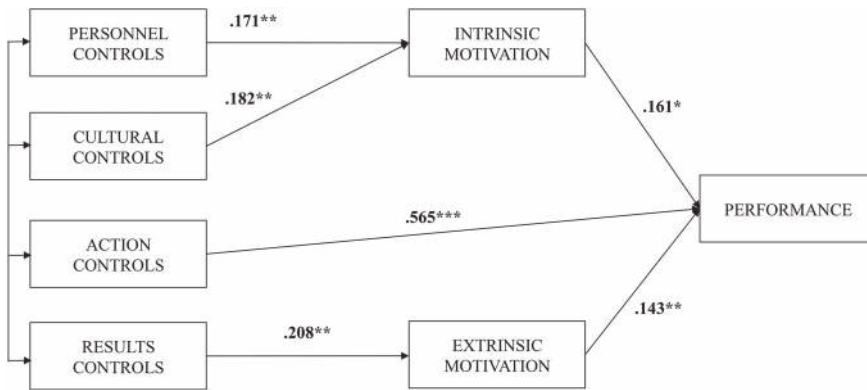 PERSONNEL
CONTROLS
.171**
INTRINSIC
MOTIVATION
.182**
CULTURAL
CONTROLS
.161*
PERFORMANCE
.565***
ACTION
CONTROLS
.143**
RESULTS
CONTROLS
.208**
EXTRINSIC
MOTIVATION